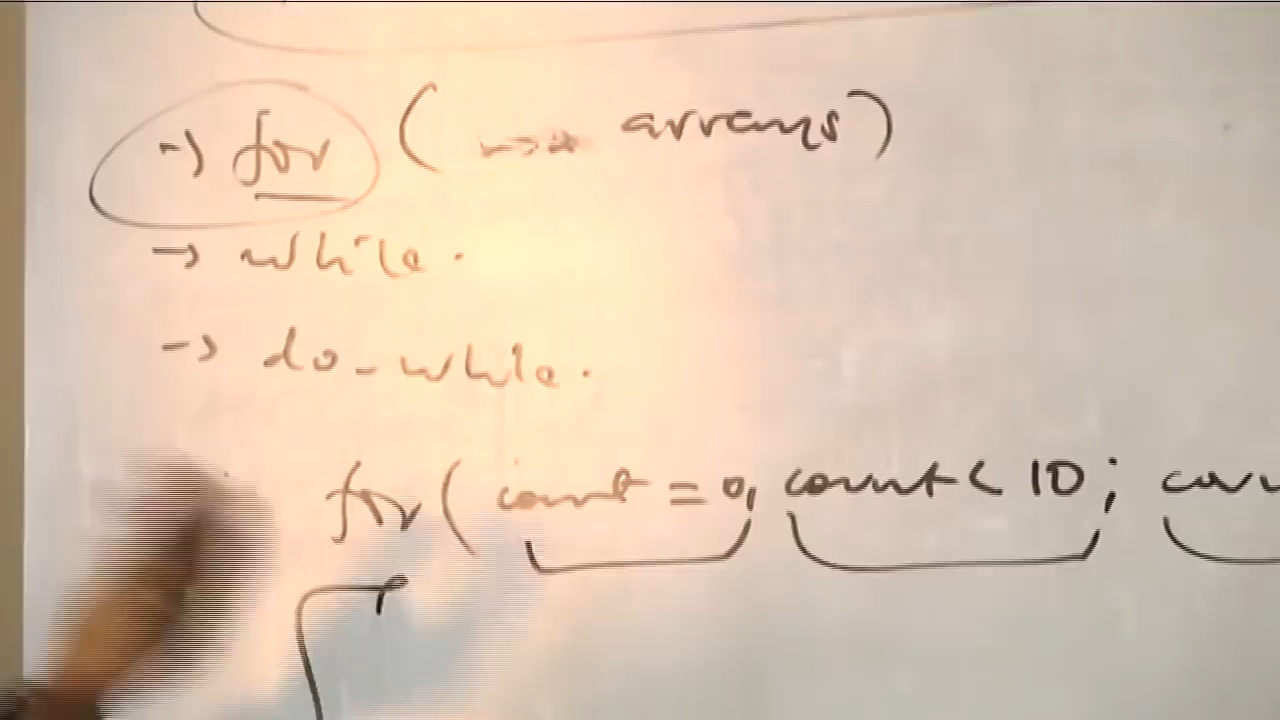 → for ( arrays)
→ while.
→ do-while.
for( count = 0, count < 10; cou